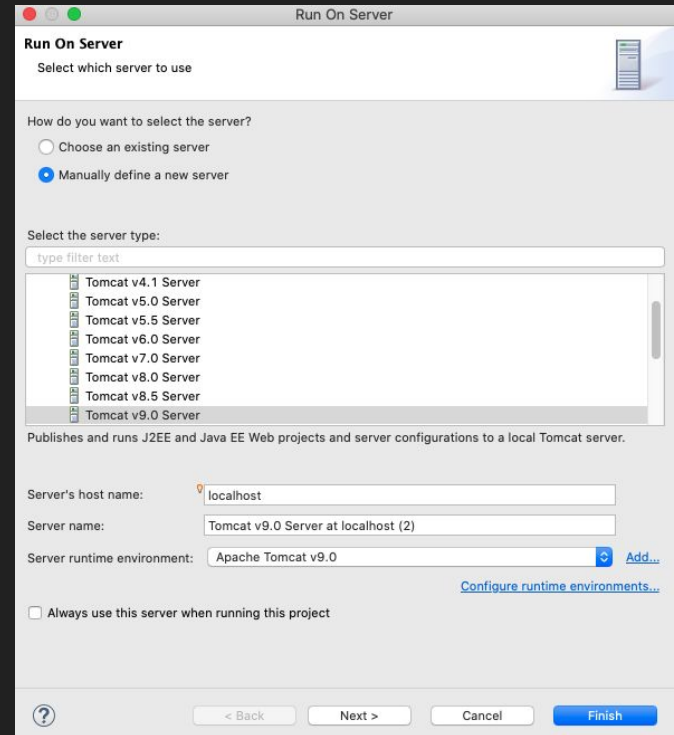 Run On Server
Run On Server
Select which server to use
How do you want to select the server?
Choose an existing server
Manually define a new server
Select the server type:
type filter text
Tomcat v4.1 Server
Tomcat v5.0 Server
Tomcat v5.5 Server
Tomcat v6.0 Server
Tomcat v7.0 Server
Tomcat v8.0 Server
Tomcat v8.5 Server
Tomcat v9.0 Server
Publishes and runs J2EE and Java EE Web projects and server configurations to a local Tomcat server.
Server's host name: localhost
Server name: Tomcat v9.0 Server at localhost (2)
Server runtime environment: Apache Tomcat v9.0 Add...
Configure runtime environments...
Always use this server when running this project
? < Back Next > Cancel Finish